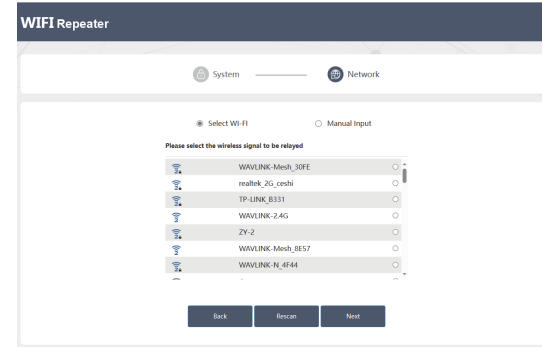 WIFI Repeater
System Network
Select WI-FI Manual Input
Please select the wireless signal to be relayed
WAVLINK-Mesh_30FE
realtek_2G_ceshi
TP-LINK_B331
WAVLINK-2.4G
ZY-2
WAVLINK-Mesh_8E57
WAVLINK-N_4F44
Back Rescan Next